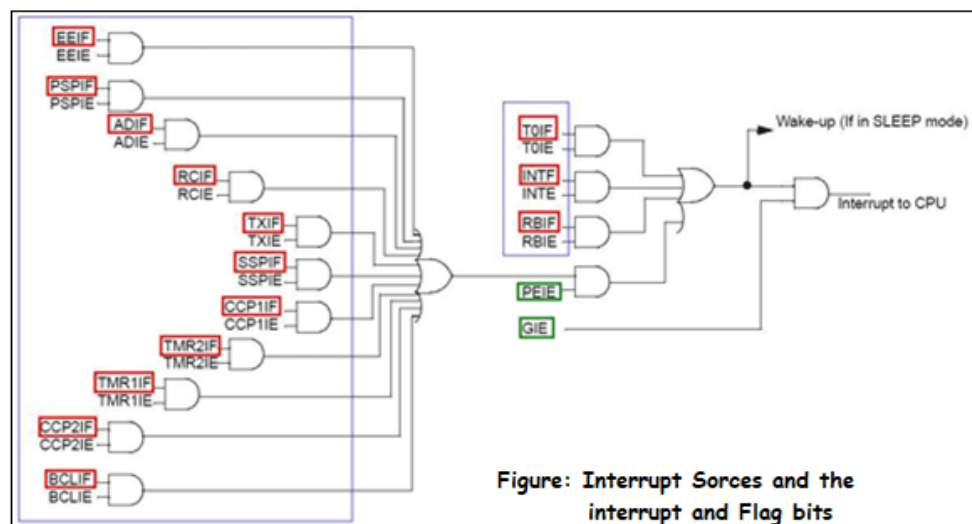 EEIF
EEIE
PSPIF
PSPIE
ADIF
ADIE
RCIF
RCIE
TXIF
TXIE
SSPIF
SSPIE
CCP1IF
CCP1IE
TMR2IF
TMR2IE
TMR1IF
TMR1IE
CCP2IF
CCP2IE
BCLIF
BCLIE
T0IF
T0IE
INTF
INTE
RBIF
RBIE
PEIE
GIE
Wake-up (If in SLEEP mode)
Interrupt to CPU
Figure: Interrupt Sorces and the
interrupt and Flag bits